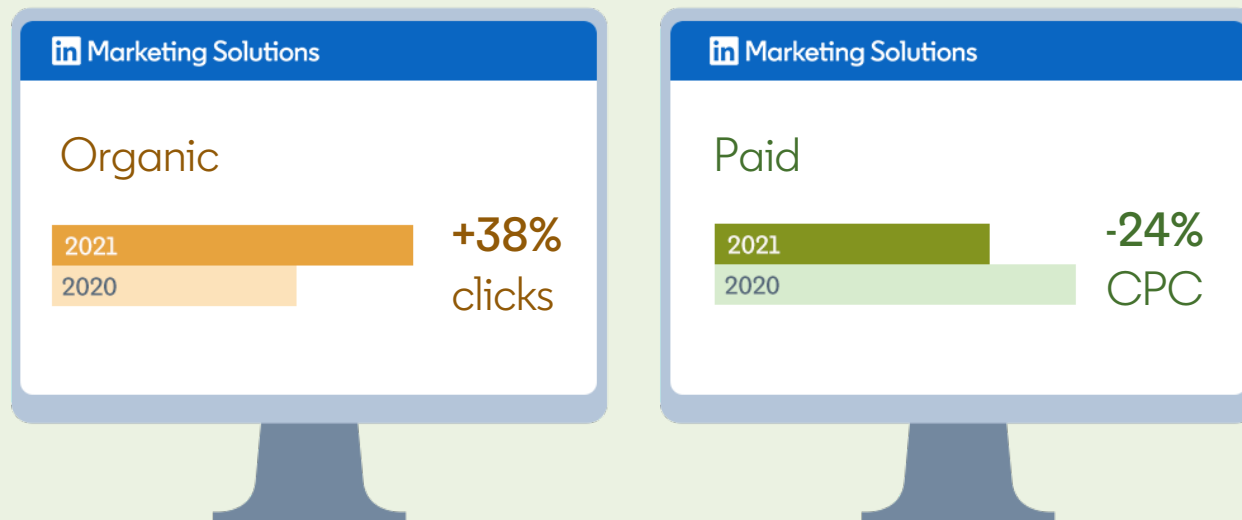 in Marketing Solutions
Organic
2021
2020
+38%
clicks
in Marketing Solutions
Paid
2021
2020
-24%
CPC